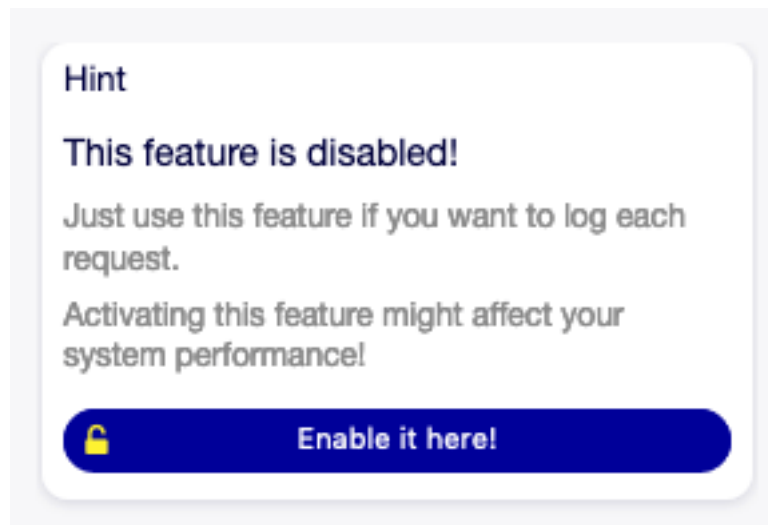 Hint
This feature is disabled!
Just use this feature if you want to log each
request.
Activating this feature might affect your
system performance!
Enable it here!